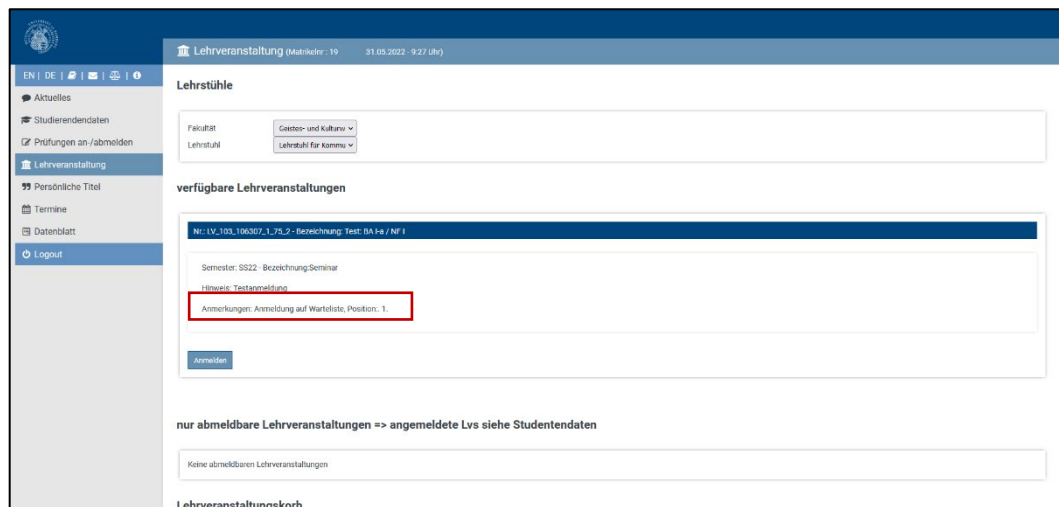 Lehrveranstaltung (Matrikelnr.: 19 31.05.2022 - 9:27 Uhr)
EN | DE | | | |
Aktuelles
Studierendendaten
Prüfungen an-/abmelden
Lehrveranstaltung
Persönliche Titel
Termine
Datenblatt
Logout
Lehrstühle
Fakultät Geistes- und Kulturw
Lehrstuhl Lehrstuhl für Kommu
verfügbare Lehrveranstaltungen
Nr.: LV_103_106307_1_75_2 - Bezeichnung: Test: BA I-a / NF I
Semester: SS22 - Bezeichnung:Seminar
Hinweis: Testanmeldung
Anmerkungen: Anmeldung auf Warteliste, Position:. 1.
Anmelden
nur abmeldbare Lehrveranstaltungen => angemeldete Lvs siehe Studentendaten
Keine abmeldbaren Lehrveranstaltungen
Lehrveranstaltungskorb